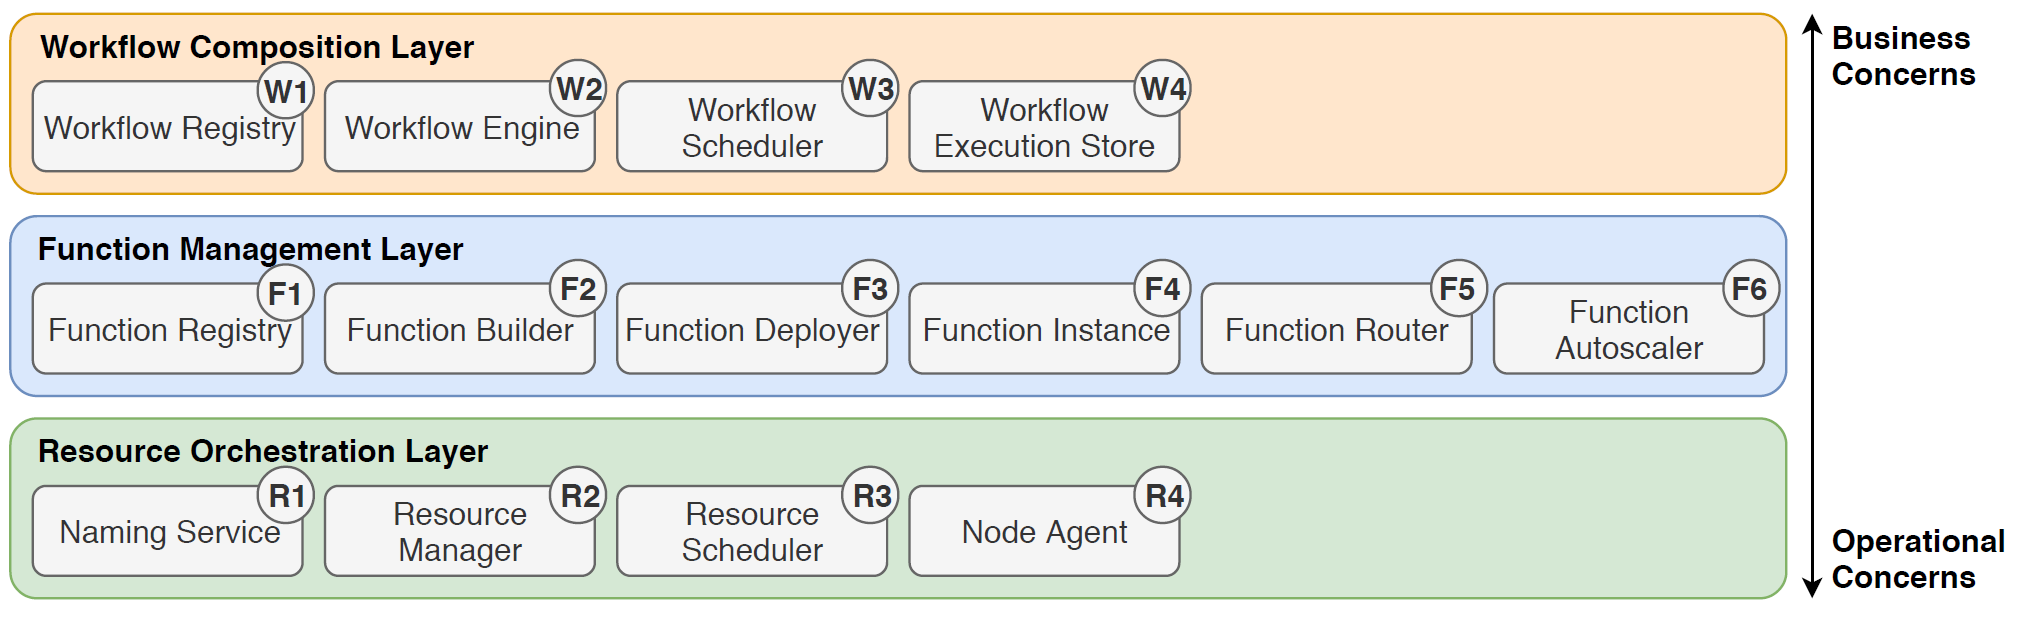 Workflow Composition Layer
W1
Workflow Registry
W2
Workflow Engine
W3
Workflow
Scheduler
W4
Workflow
Execution Store
Function Management Layer
F1
Function Registry
F2
Function Builder
F3
Function Deployer
F4
Function Instance
F5
Function Router
F6
Function
Autoscaler
Resource Orchestration Layer
R1
Naming Service
R2
Resource
Manager
R3
Resource
Scheduler
R4
Node Agent
Business
Concerns
Operational
Concerns